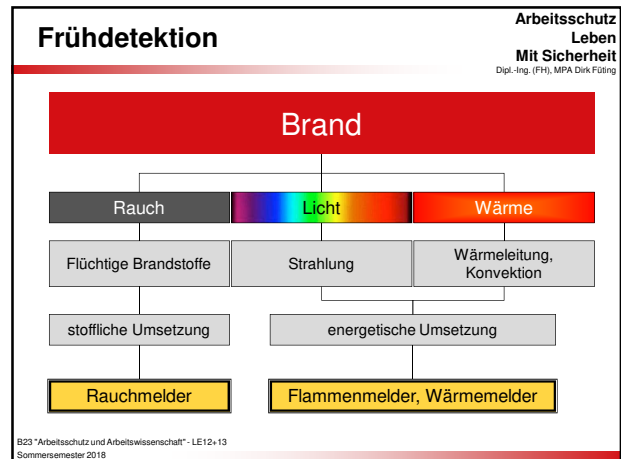 Frühdetektion
Arbeitsschutz
Leben
Mit Sicherheit
Dipl.-Ing. (FH), MPA Dirk Füting
Brand
Rauch
Licht
Wärme
Flüchtige Brandstoffe
Strahlung
Wärmeleitung,
Konvektion
stoffliche Umsetzung
energetische Umsetzung
Rauchmelder
Flammenmelder, Wärmemelder
B23 "Arbeitsschutz und Arbeitswissenschaft" - LE12+13
Sommersemester 2018